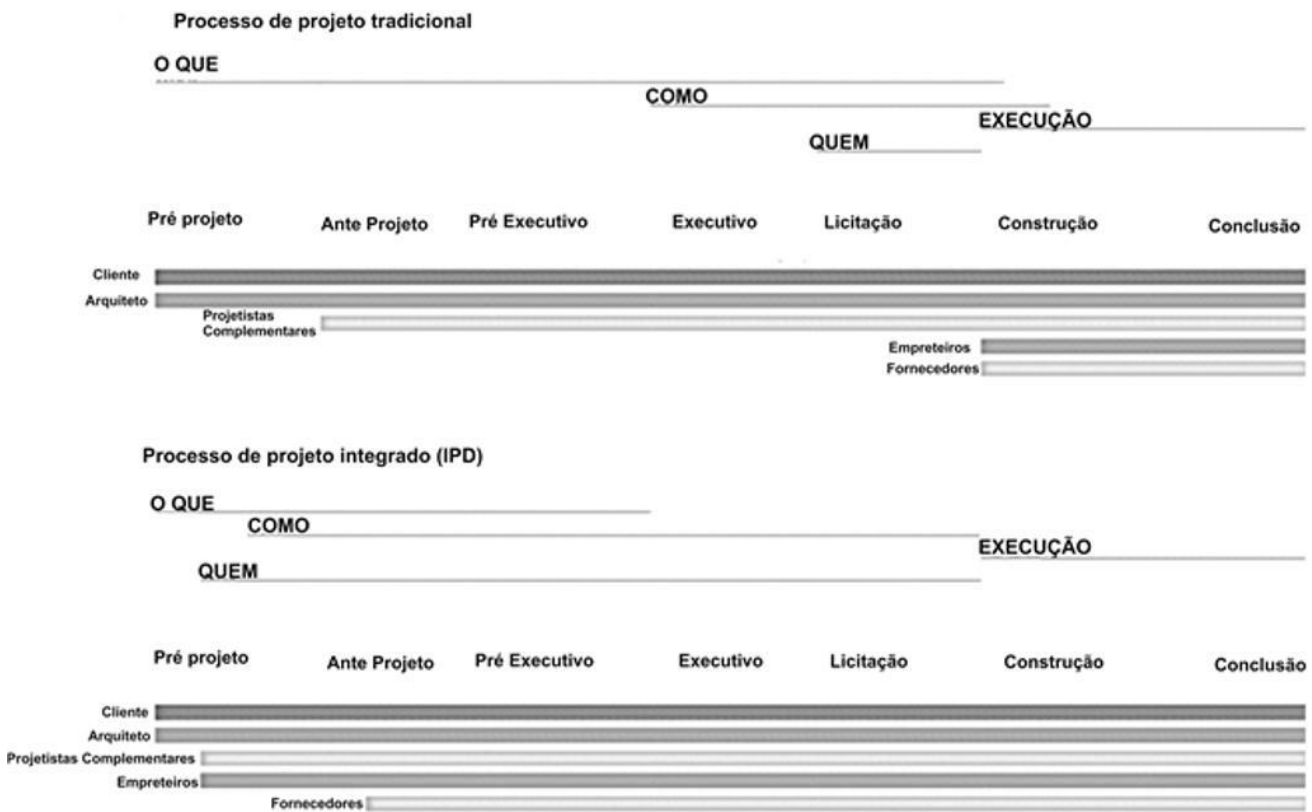 Processo de projeto tradicional
O QUE
COMO
EXECUÇÃO
QUEM
Pré projeto Ante Projeto Pré Executivo Executivo Licitação Construção Conclusão
Cliente
Arquiteto
Projetistas
Complementares
Empreteiros
Fornecedores
Processo de projeto integrado (IPD)
O QUE
COMO
EXECUÇÃO
QUEM
Pré projeto Ante Projeto Pré Executivo Executivo Licitação Construção Conclusão
Cliente
Arquiteto
Projetistas Complementares
Empreteiros
Fornecedores